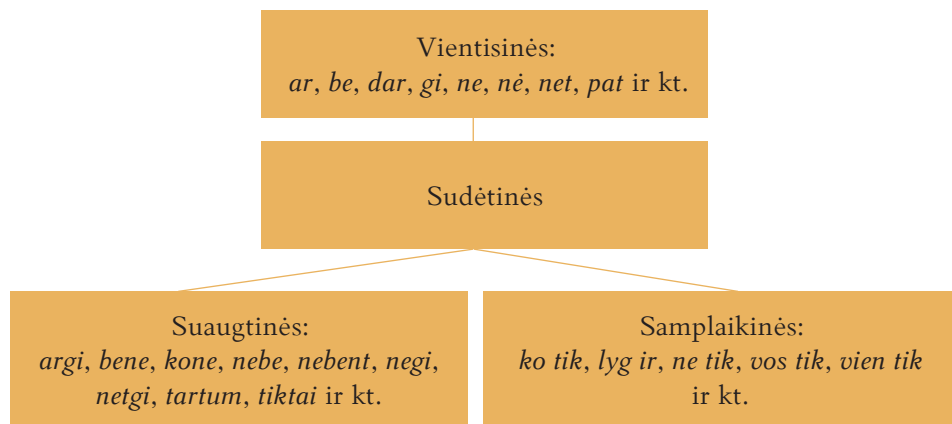 Vientisinės:
ar, be, dar, gi, ne, nė, net, pat ir kt.
Sudėtinės
Suaugtinės:
argi, bene, kone, nebe, nebent, negi,
netgi, tartum, tiktai ir kt.
Samplaikinės:
ko tik, lyg ir, ne tik, vos tik, vien tik
ir kt.